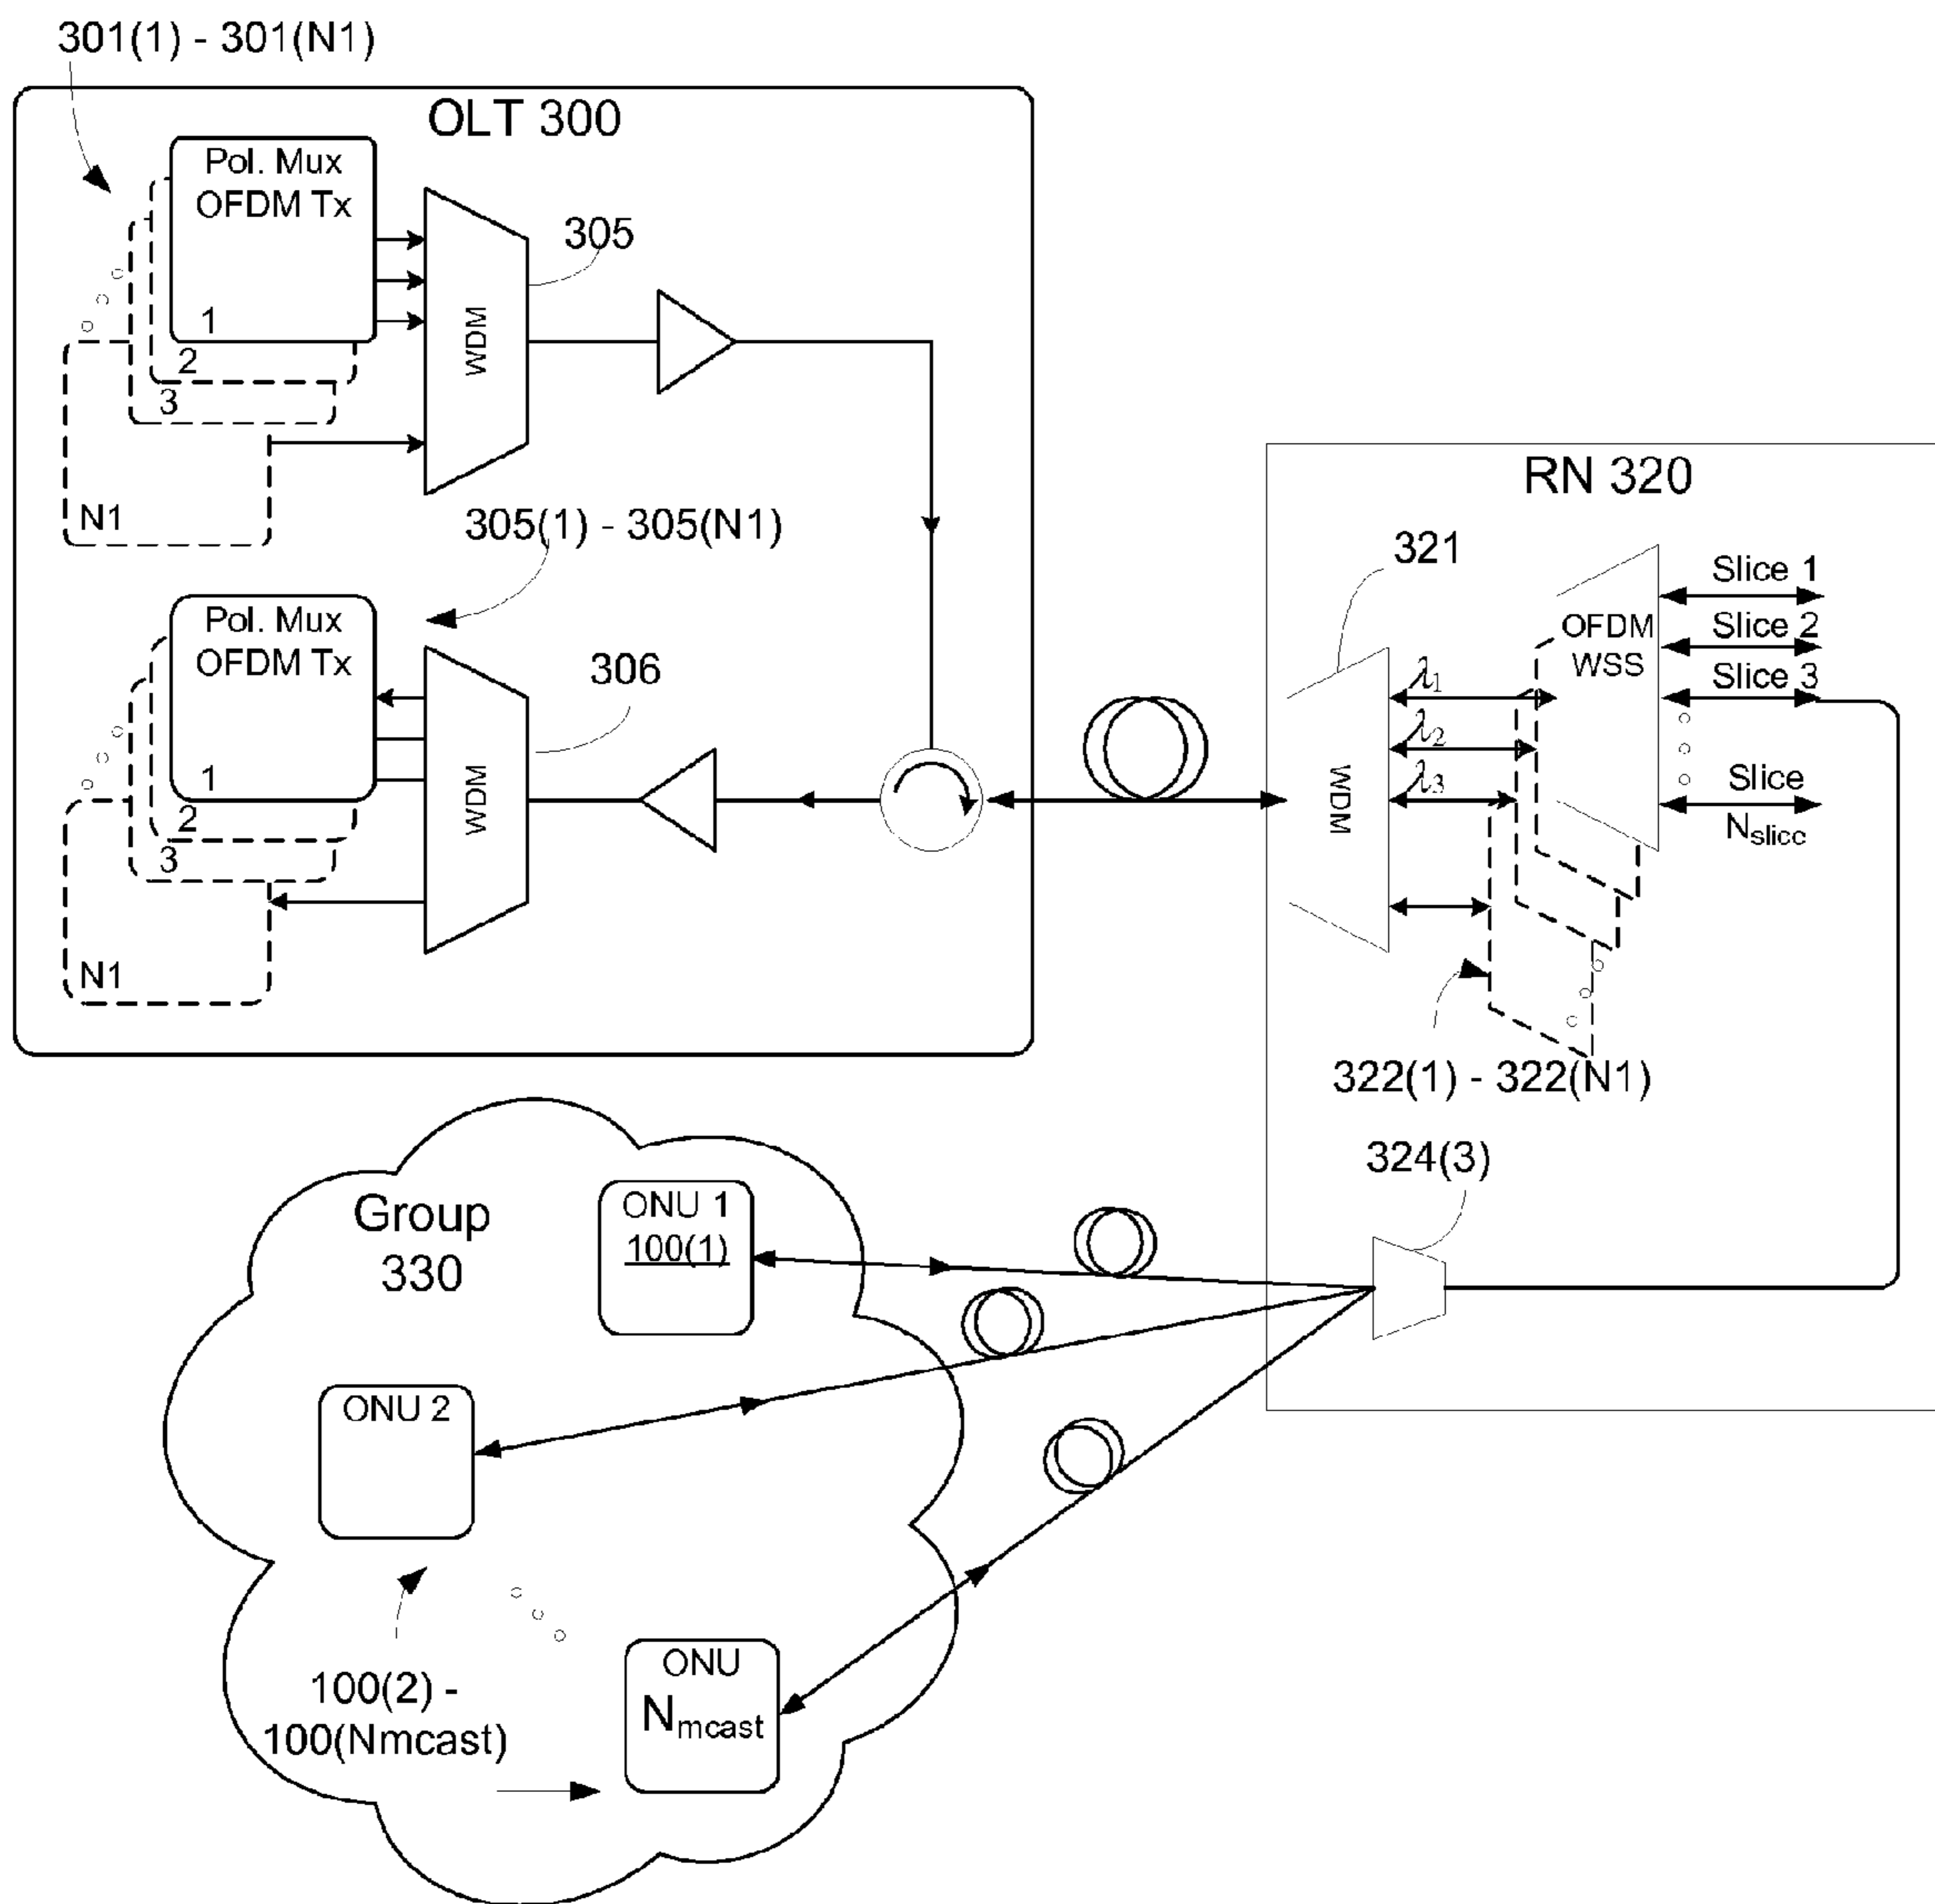 301(1) - 301(N1)
OLT 300
Pol. Mux
OFDM Tx
1
2
3
N1
WDM
305
305(1) - 305(N1)
Pol. Mux
OFDM Tx
1
2
3
N1
WDM
306
RN 320
321
WDM
λ1
λ2
λ3
OFDM
WSS
Slice 1
Slice 2
Slice 3
Slice
Nslice
322(1) - 322(N1)
324(3)
Group
330
ONU 1
100(1)
ONU 2
100(2) -
100(Nmcast)
ONU
Nmcast